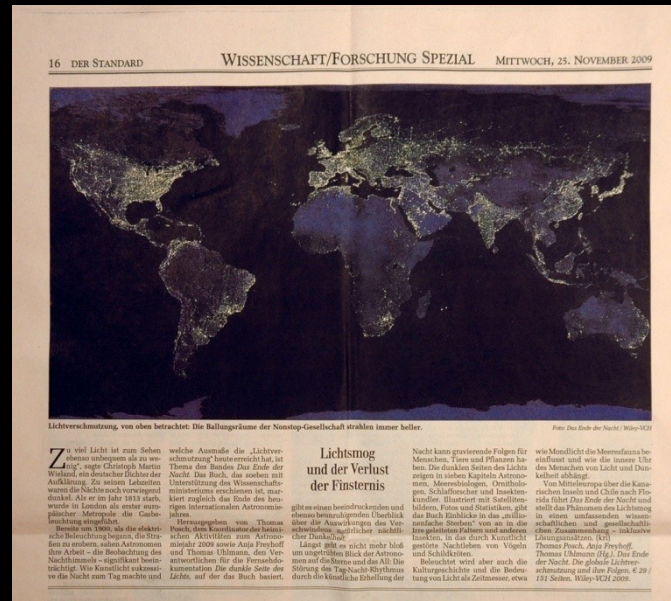 16 DER STANDARD
WISSENSCHAFT/FORSCHUNG SPEZIAL
MITTWOCH, 25. NOVEMBER 2009
Lichtverschmutzung, von oben betrachtet: Die Ballungsräume der Nonstop-Gesellschaft strahlen immer heller.
Foto: Das Ende der Nacht / Wiley-VCH
Zu viel Licht ist zum Sehen
ebenso unbequem als zu we-
nig“, sagte Christoph Martin
Wieland, ein deutscher Dichter der
Aufklärung. Zu seinen Lebzeiten
waren die Nächte noch vorwiegend
dunkel. Als er im Jahr 1813 starb,
wurde in London als erster euro-
päischer Metropole die Gasbe-
leuchtung eingeführt.
Bereits um 1900, als die elektri-
sche Beleuchtung begann, die Stra-
ßen zu erobern, sahen Astronomen
ihre Arbeit – die Beobachtung des
Nachthimmels – signifikant beein-
trächtigt. Wie Kunstlicht sukzessi-
ve die Nacht zum Tag machte und
welche Ausmaße die „Lichtver-
schmutzung“ heute erreicht hat, ist
Thema des Bandes Das Ende der
Nacht. Das Buch, das soeben mit
Unterstützung des Wissenschafts-
ministeriums erschienen ist, mar-
kiert zugleich das Ende des heu-
rigen internationalen Astronomie-
jahres.
Herausgegeben von Thomas
Posch, dem Koordinator der heimi-
schen Aktivitäten zum Astrono-
miejahr 2009 sowie Anja Freyhoff
und Thomas Uhlmann, den Ver-
antwortlichen für die Fernsehdo-
kumentation Die dunkle Seite des
Lichts, auf der das Buch basiert,
Lichtsmog
und der Verlust
der Finsternis
gibt es einen beeindruckenden und
ebenso beunruhigenden Überblick
über die Auswirkungen des Ver-
schwindens natürlicher nächtli-
cher Dunkelheit.
Längst geht es nicht mehr bloß
um ungetrübten Blick der Astrono-
men auf die Sterne und das All: Die
Störung des Tag-Nacht-Rhythmus
durch die künstliche Erhellung der
Nacht kann gravierende Folgen für
Menschen, Tiere und Pflanzen ha-
ben. Die dunklen Seiten des Lichts
zeigen in sieben Kapiteln Astrono-
men, Meeresbiologen, Ornitholo-
gen, Schlafforscher und Insekten-
kundler. Illustriert mit Satelliten-
bildern, Fotos und Statistiken, gibt
das Buch Einblicke in das „millio-
nenfache Sterben“ von an in die
Irre geleiteten Faltern und anderen
Insekten, in das durch Kunstlicht
gestörte Nachtleben von Vögeln
und Schildkröten.
Beleuchtet wird aber auch die
Kulturgeschichte und die Bedeu-
tung von Licht als Zeitmesser, etwa
wie Mondlicht die Meeresfauna be-
einflusst und wie die innere Uhr
des Menschen von Licht und Dun-
kelheit abhängt.
Von Mitteleuropa über die Kana-
rischen Inseln und Chile nach Flo-
rida führt Das Ende der Nacht und
stellt das Phänomen des Lichtsmog
in einen umfassenden wissen-
schaftlichen und gesellschaftli-
chen Zusammenhang – inklusive
Lösungsansätzen. (kri)
Thomas Posch, Anja Freyhoff,
Thomas Uhlmann (Hg.), Das Ende
der Nacht. Die globale Lichtver-
schmutzung und ihre Folgen, € 29 /
151 Seiten. Wiley-VCH 2009.